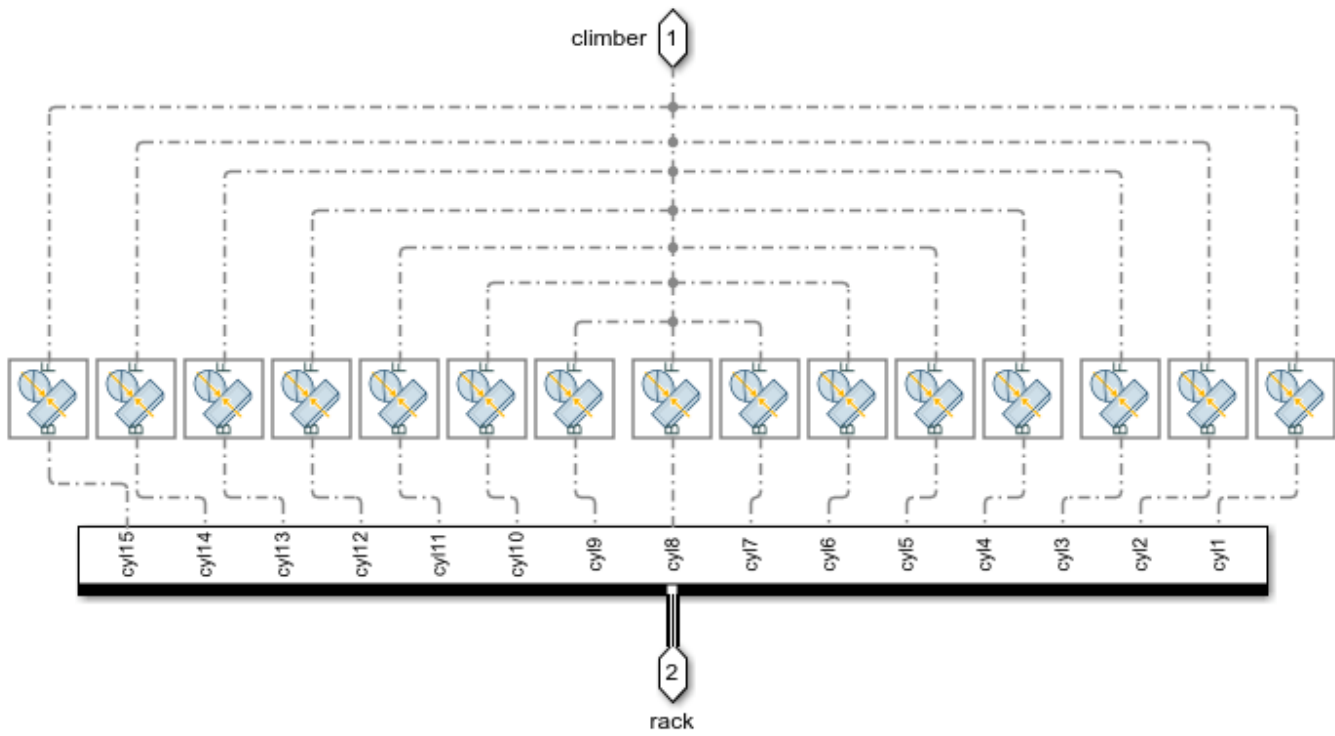 climber 1
F F F F F F F F F F F F F F F
B B B B B B B B B B B B B B B
cyl15 cyl14 cyl13 cyl12 cyl11 cyl10 cyl9 cyl8 cyl7 cyl6 cyl5 cyl4 cyl3 cyl2 cyl1
2
rack